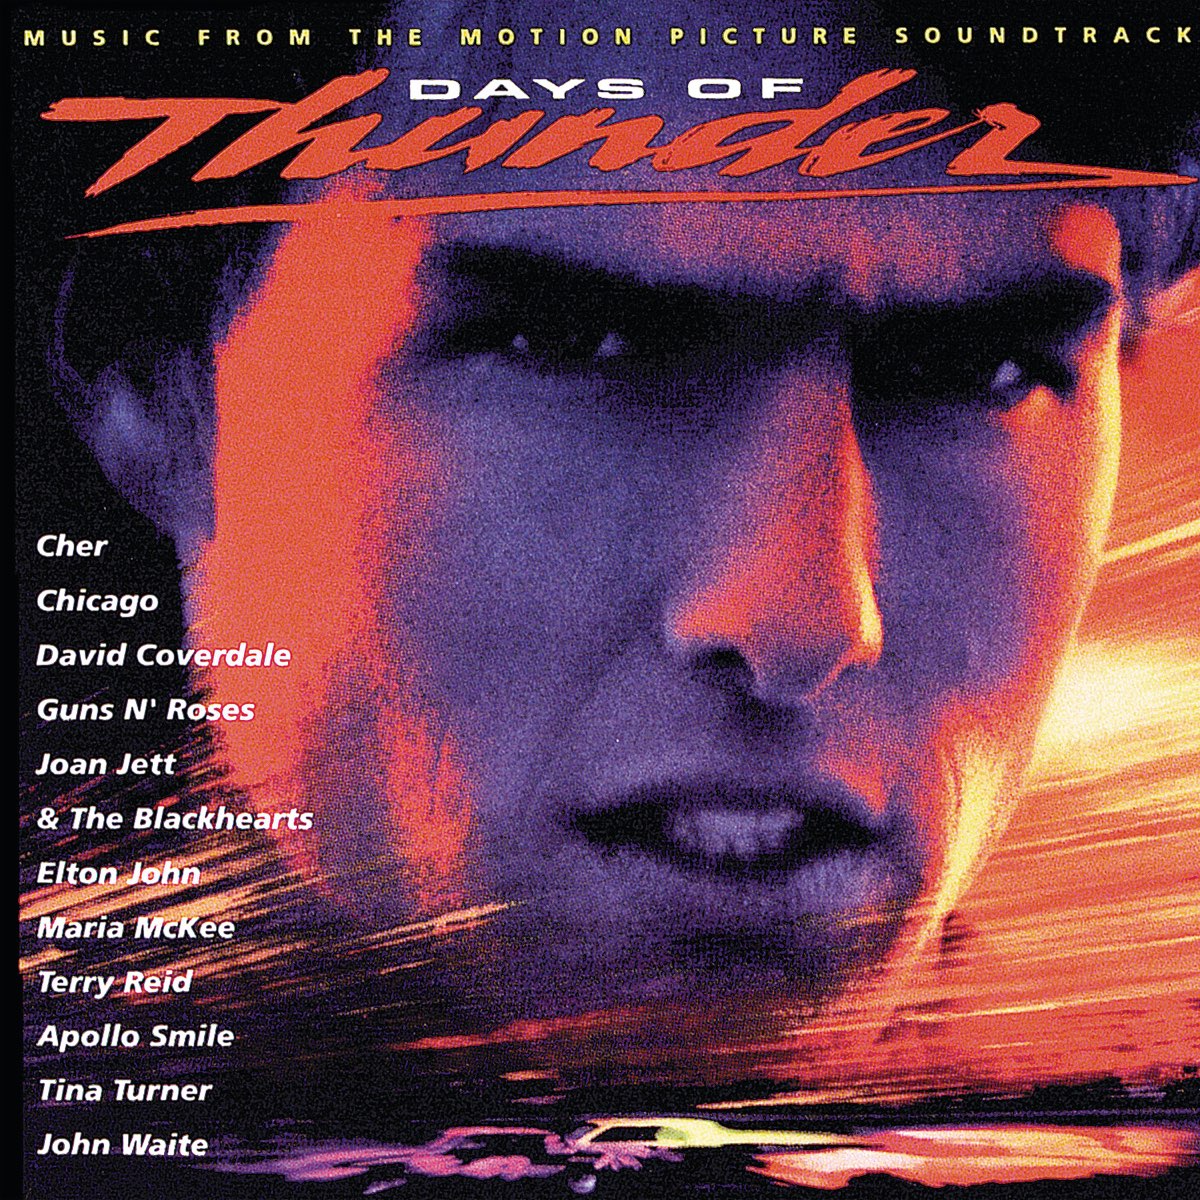 MUSIC FROM THE MOTION PICTURE SOUNDTRACK
DAYS OF
Thunder
Cher
Chicago
David Coverdale
Guns N' Roses
Joan Jett
& The Blackhearts
Elton John
Maria McKee
Terry Reid
Apollo Smile
Tina Turner
John Waite